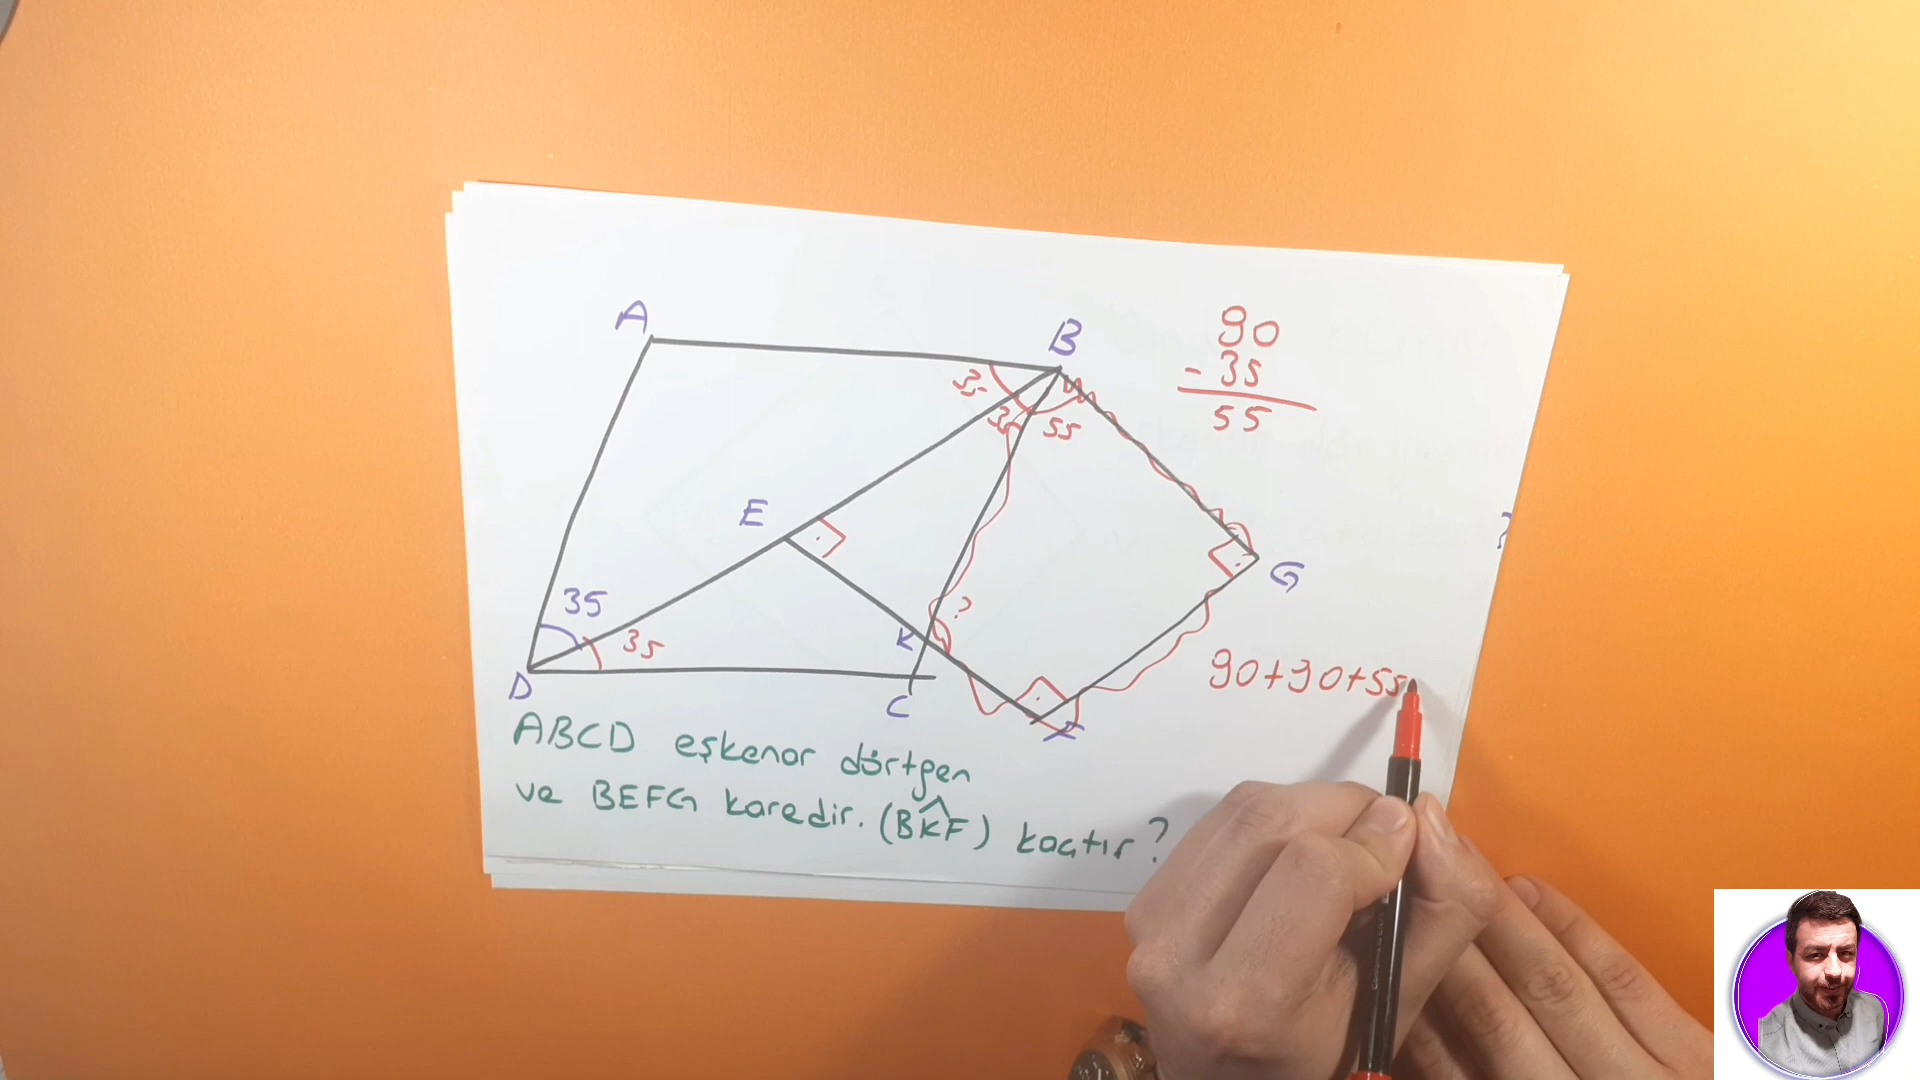 A
B
90
- 35
55
35
35
55
E
G
?
35
35
?
K
90+90+55
D
C
F
ABCD eşkenar dörtgen
ve BEFG karedir. (BKF) kaçtır?